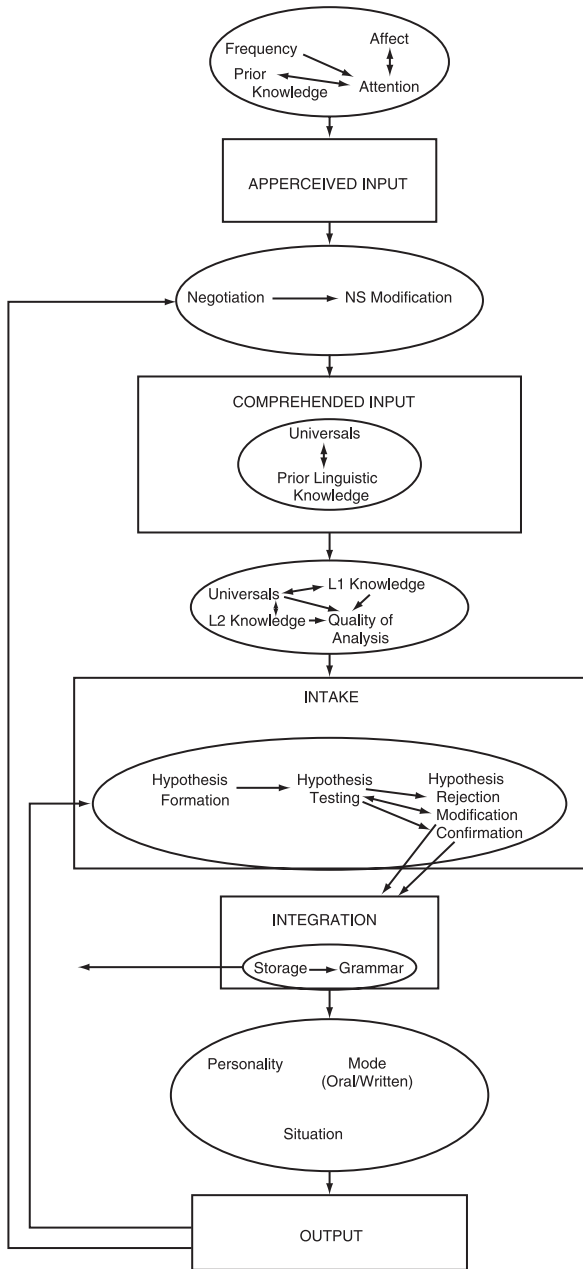 Affect
Frequency
Prior
Knowledge
Attention
APPERCEIVED INPUT
Negotiation
NS Modification
COMPREHENDED INPUT
Universals
Prior Linguistic
Knowledge
L1 Knowledge
Universals
L2 Knowledge
Quality of
Analysis
INTAKE
Hypothesis
Formation
Hypothesis
Testing
Hypothesis
Rejection
Modification
Confirmation
INTEGRATION
Storage
Grammar
Personality
Mode
(Oral/Written)
Situation
OUTPUT